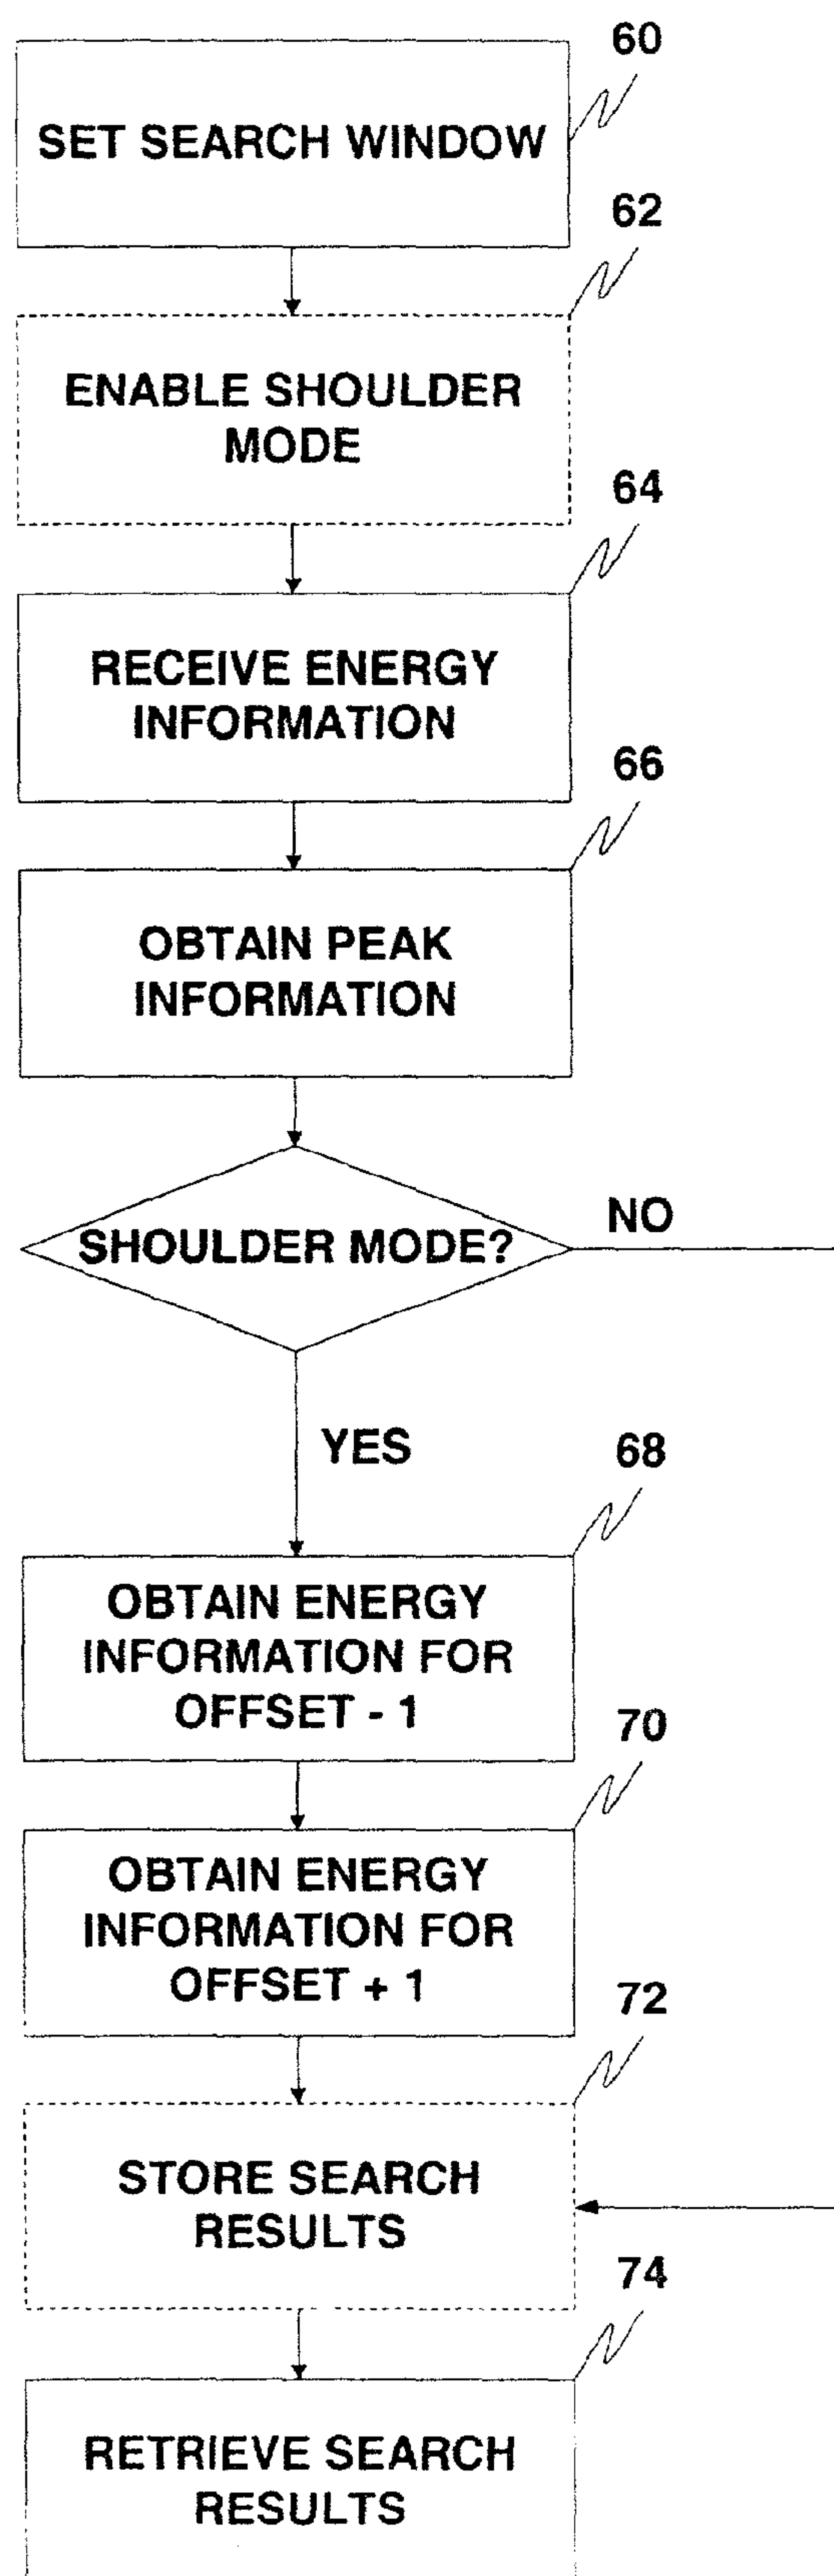 60
SET SEARCH WINDOW
62
ENABLE SHOULDER
MODE
64
RECEIVE ENERGY
INFORMATION
66
OBTAIN PEAK
INFORMATION
SHOULDER MODE?
NO
YES
68
OBTAIN ENERGY
INFORMATION FOR
OFFSET - 1
70
OBTAIN ENERGY
INFORMATION FOR
OFFSET + 1
72
STORE SEARCH
RESULTS
74
RETRIEVE SEARCH
RESULTS